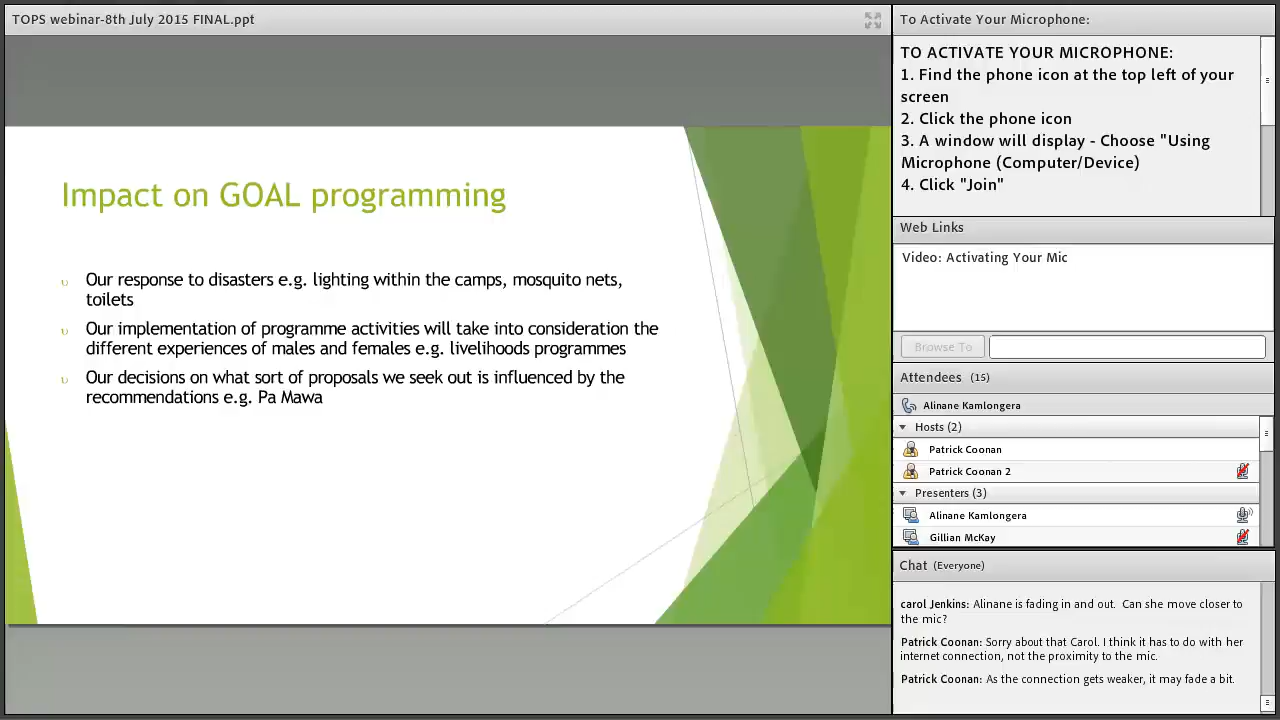 TOPS webinar-8th July 2015 FINAL.ppt
Impact on GOAL programming
Our response to disasters e.g. lighting within the camps, mosquito nets,
toilets
Our implementation of programme activities will take into consideration the
different experiences of males and females e.g. livelihoods programmes
Our decisions on what sort of proposals we seek out is influenced by the
recommendations e.g. Pa Mawa
To Activate Your Microphone:
TO ACTIVATE YOUR MICROPHONE:
1. Find the phone icon at the top left of your
screen
2. Click the phone icon
3. A window will display - Choose "Using
Microphone (Computer/Device)
4. Click "Join"
Web Links
Video: Activating Your Mic
Browse To
Attendees (15)
Alinane Kamlongera
Hosts (2)
Patrick Coonan
Patrick Coonan 2
Presenters (3)
Alinane Kamlongera
Gillian McKay
Chat (Everyone)
carol Jenkins: Alinane is fading in and out. Can she move closer to
the mic?
Patrick Coonan: Sorry about that Carol. I think it has to do with her
internet connection, not the proximity to the mic.
Patrick Coonan: As the connection gets weaker, it may fade a bit.